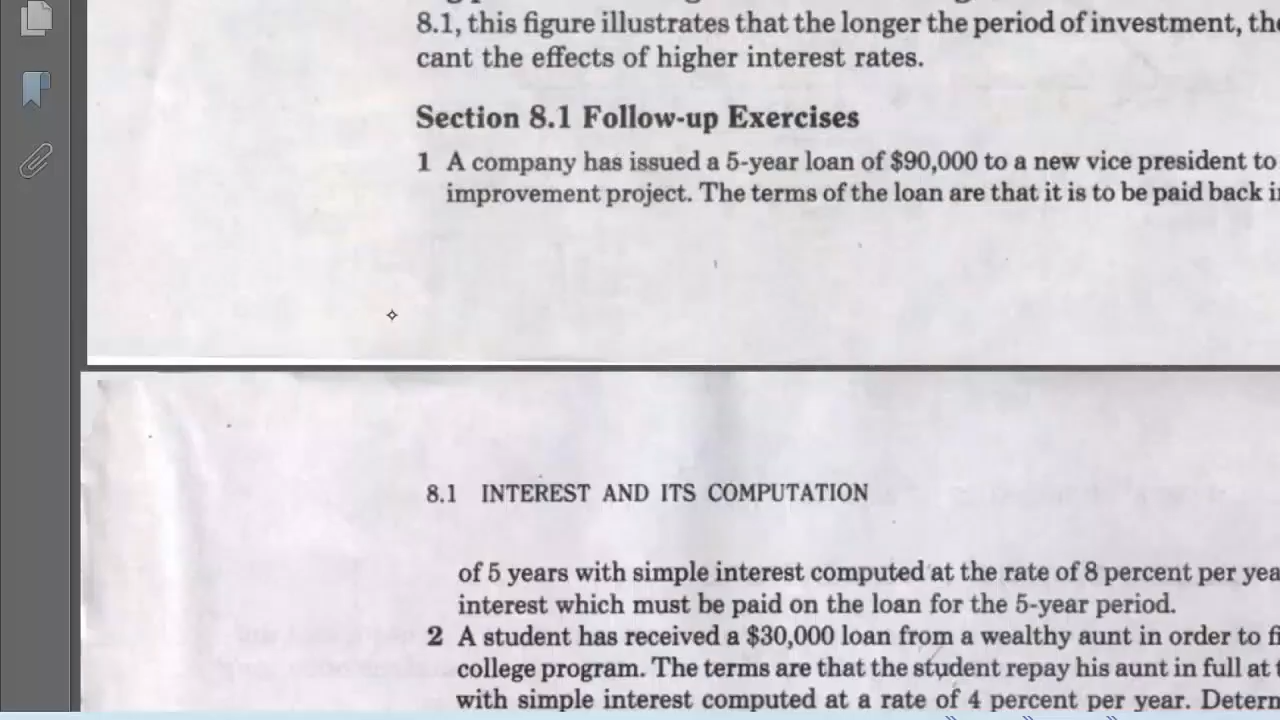 8.1, this figure illustrates that the longer the period of investment, the
cant the effects of higher interest rates.
Section 8.1 Follow-up Exercises
1 A company has issued a 5-year loan of $90,000 to a new vice president to
improvement project. The terms of the loan are that it is to be paid back
8.1 INTEREST AND ITS COMPUTATION
of 5 years with simple interest computed at the rate of 8 percent per
interest which must be paid on the loan for the 5-year period.
2 A student has received a $30,000 loan from a wealthy aunt in order to
college program. The terms are that the student repay his aunt in full at
with simple interest computed at a rate of 4 percent per year.